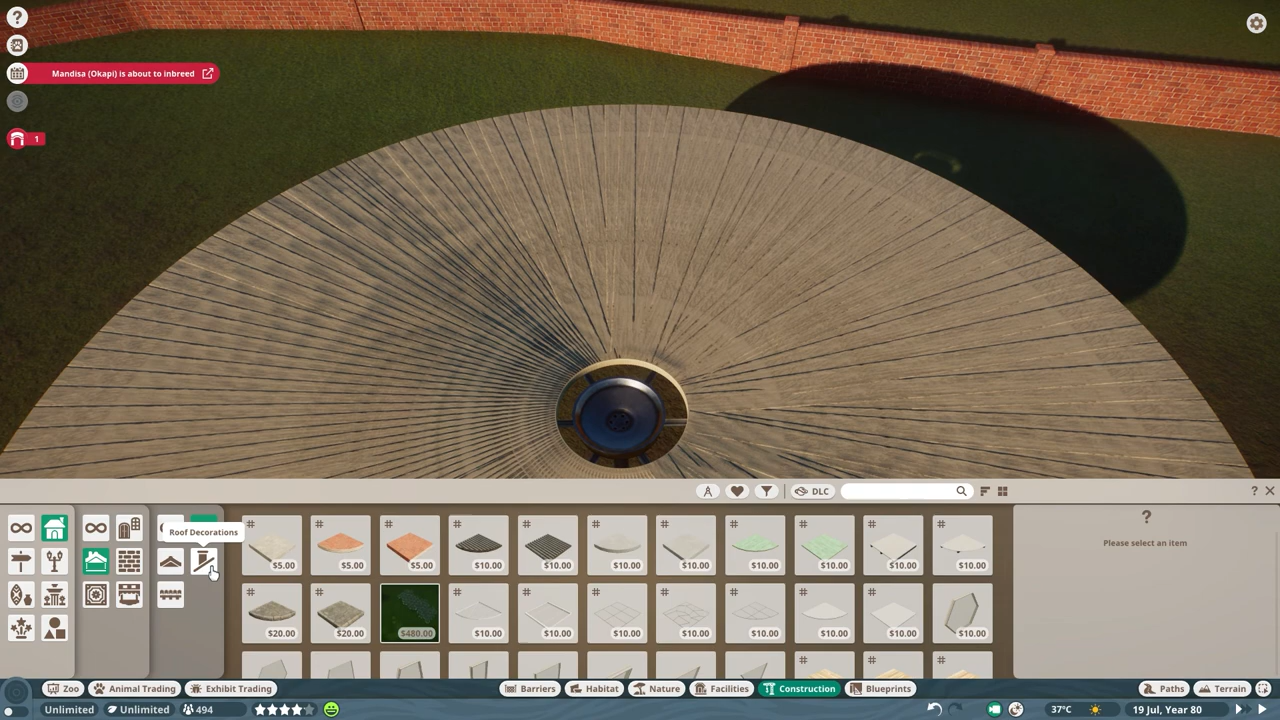 ?
Mandisa (Okapi) is about to inbreed
1
DLC
?
Roof Decorations
$5.00 $5.00 $5.00 $10.00 $10.00 $10.00 $10.00 $10.00 $10.00 $10.00 $10.00
?
Please select an item
$20.00 $20.00 $480.00 $10.00 $10.00 $10.00 $10.00 $10.00 $10.00 $10.00 $10.00
Zoo Animal Trading Exhibit Trading Barriers Habitat Nature Facilities Construction Blueprints Paths Terrain
Unlimited Unlimited 494 37°C 19 Jul, Year 80